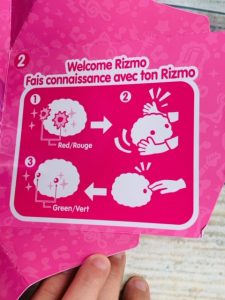 2
Welcome Rizmo
Fais connaissance avec ton Rizmo
1
2
Red/Rouge
3
Green/Vert